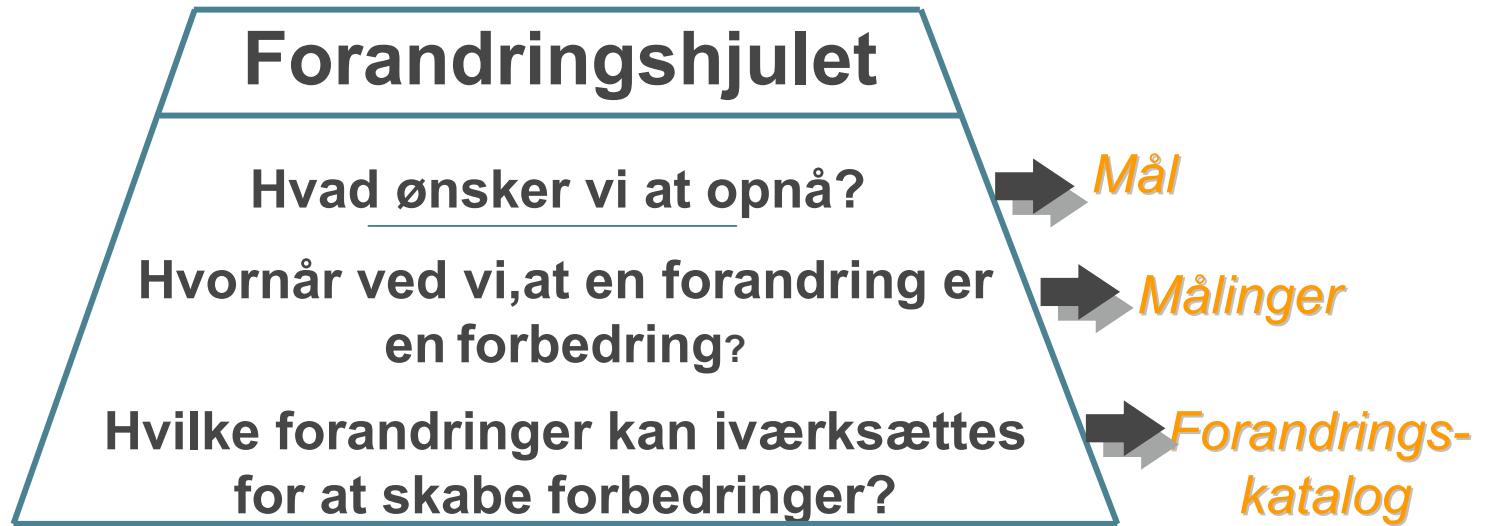 Forandringshjulet
Hvad ønsker vi at opnå?
Mål
Hvornår ved vi,at en forandring er
en forbedring?
Målinger
Hvilke forandringer kan iværksættes
for at skabe forbedringer?
Forandrings-
katalog